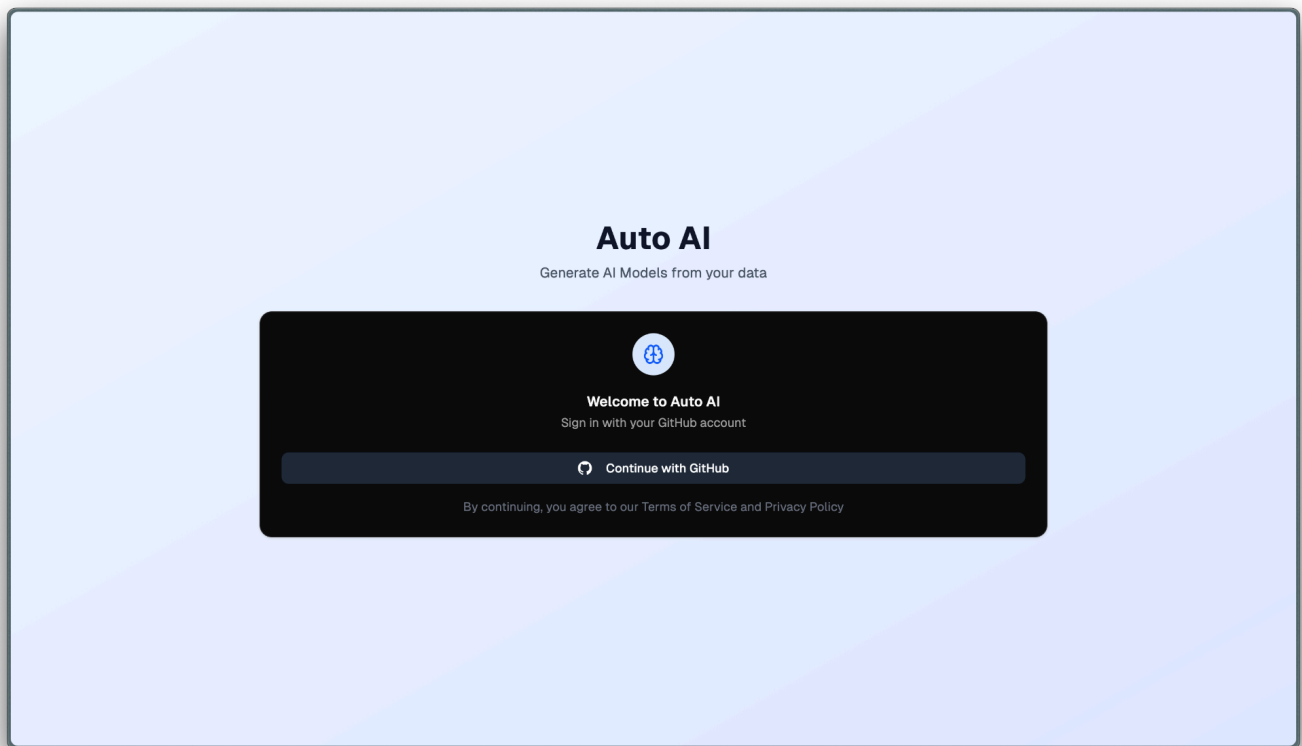 Auto AI
Generate AI Models from your data
Welcome to Auto AI
Sign in with your GitHub account
Continue with GitHub
By continuing, you agree to our Terms of Service and Privacy Policy